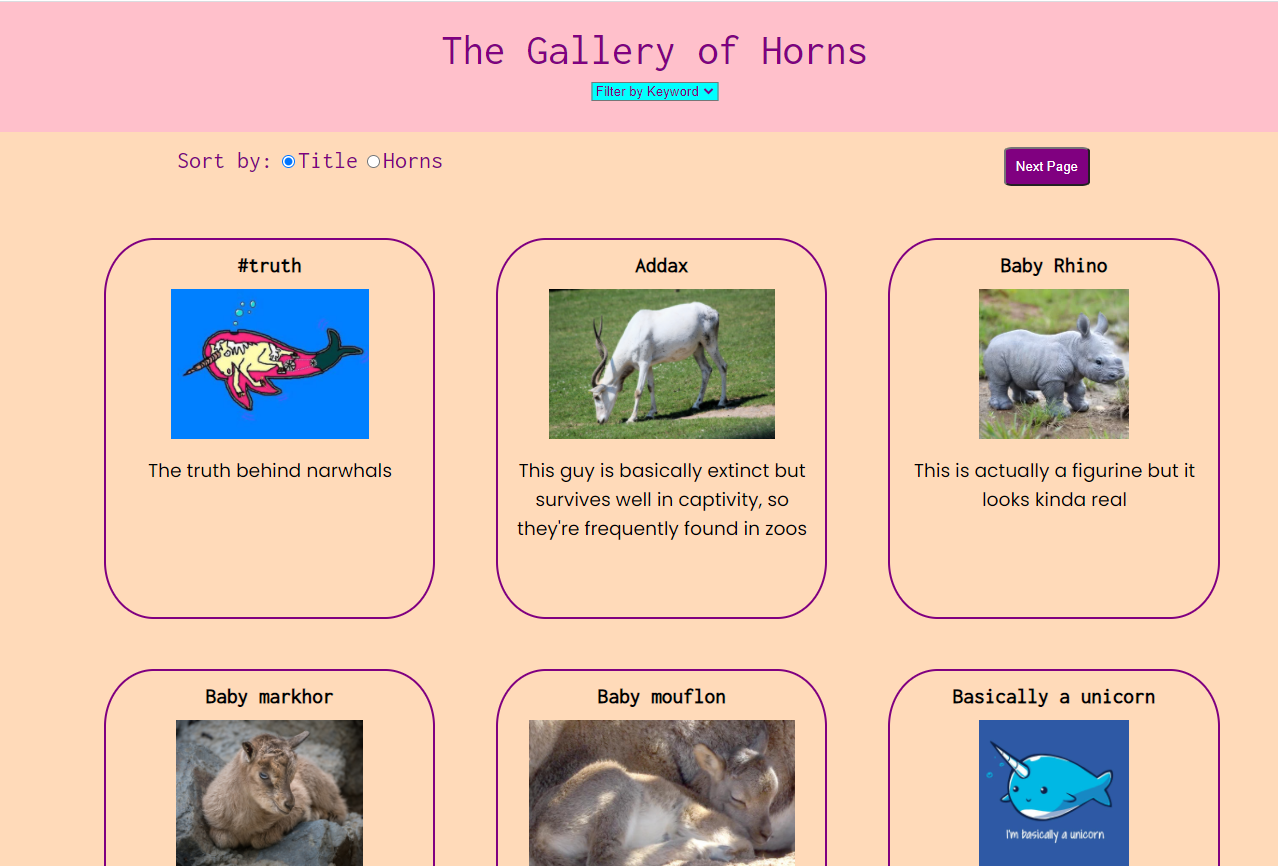 The Gallery of Horns
Filter by Keyword
Sort by: Title Horns
Next Page
#truth
Addax
Baby Rhino
The truth behind narwhals
This guy is basically extinct but
survives well in captivity, so
they're frequently found in zoos
This is actually a figurine but it
looks kinda real
Baby markhor
Baby mouflon
Basically a unicorn
I'm basically a unicorn